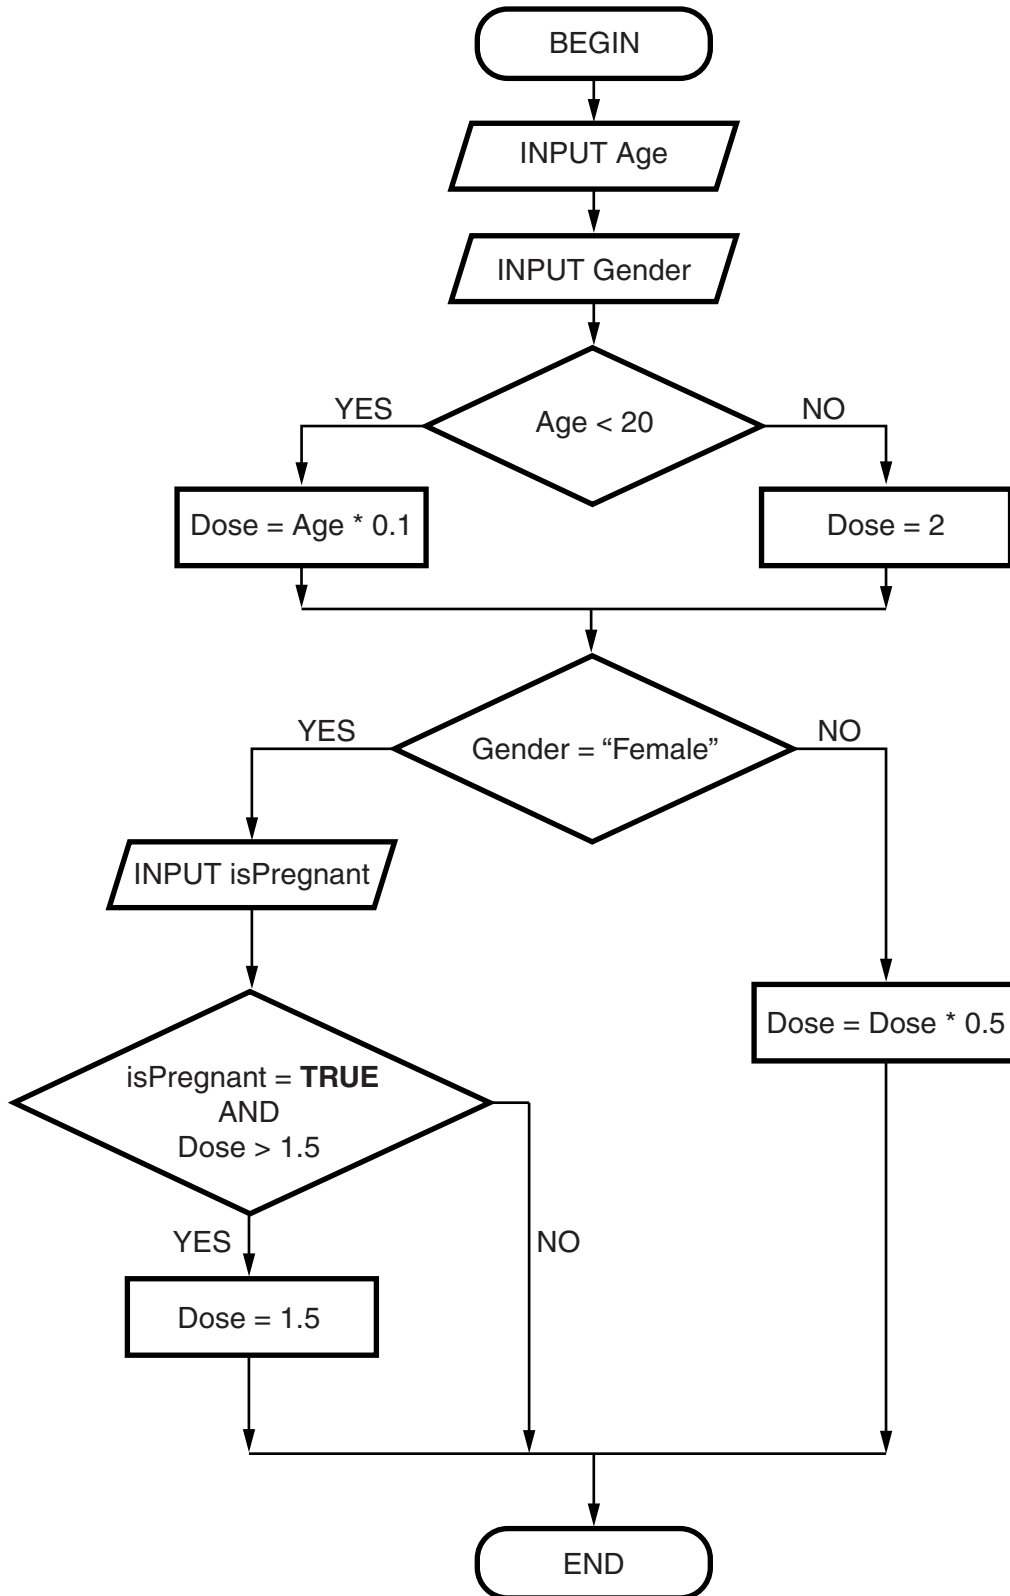 BEGIN
INPUT Age
INPUT Gender
Age < 20
YES
NO
Dose = Age * 0.1
Dose = 2
Gender = “Female”
YES
NO
INPUT isPregnant
Dose = Dose * 0.5
isPregnant = TRUE
AND
Dose > 1.5
YES
NO
Dose = 1.5
END